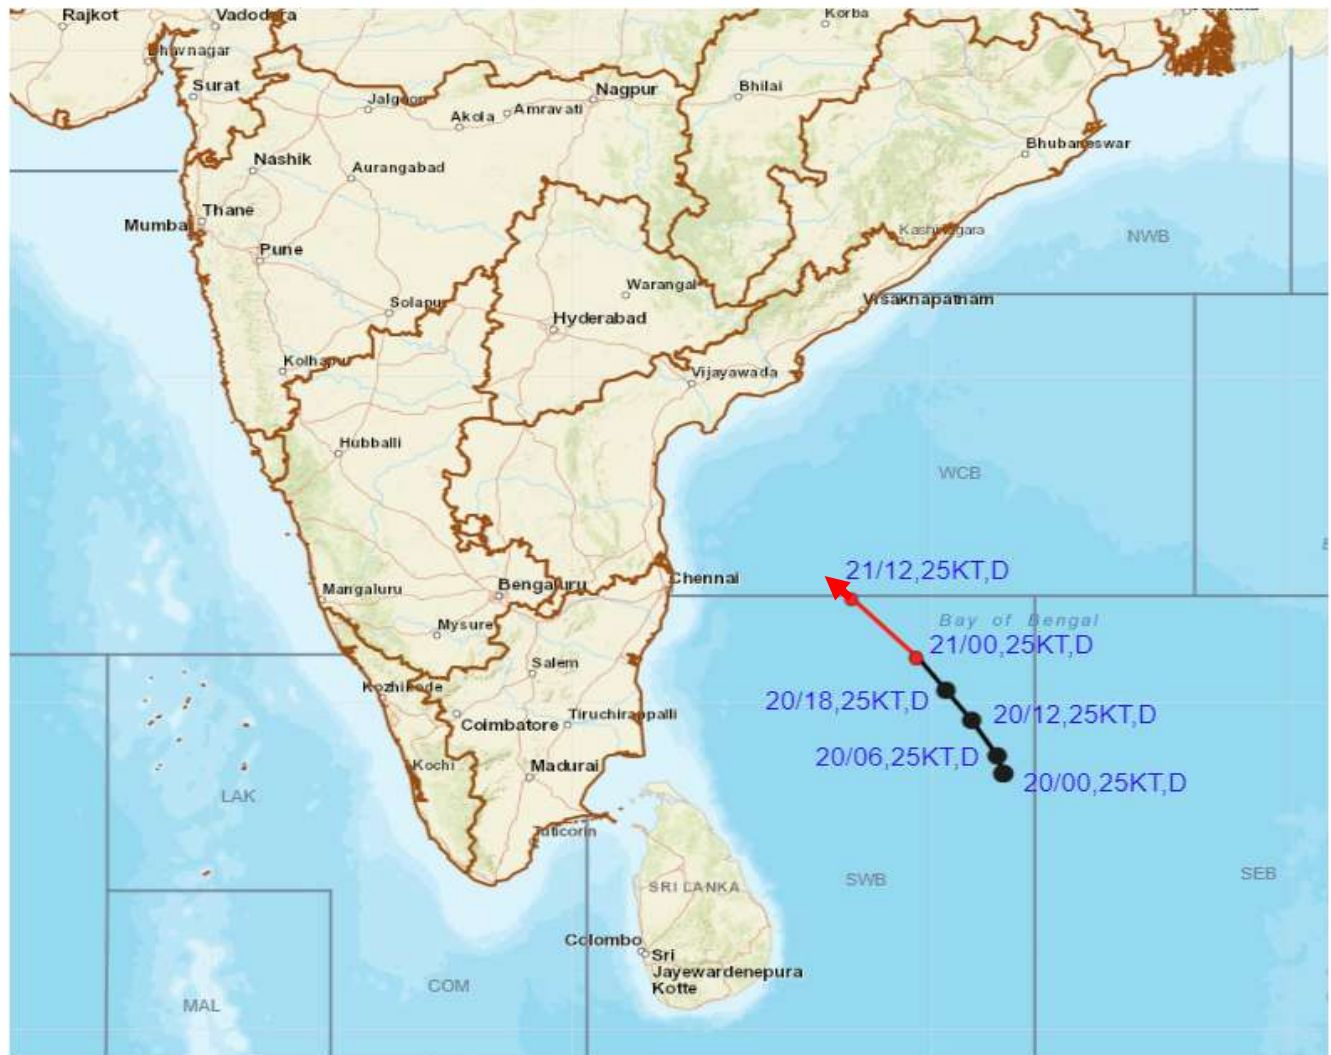 Rajkot
Vadodara
Korba
Bhavnagar
Surat
Jalgaon
Akola
Amravati
Nagpur
Bhilai
Nashik
Aurangabad
Bhubaneswar
Thane
Mumbai
Pune
Kashinagara
NWB
Warangal
Solapur
Hyderabad
Visakhapatnam
Kolhapur
Vijayawada
Hubballi
WCB
Mangaluru
Bengaluru
Chennai
21/12,25KT,D
Bay of Bengal
Mysuru
21/00,25KT,D
Salem
Kozhikode
20/18,25KT,D
20/12,25KT,D
Coimbatore
Tiruchirappalli
20/06,25KT,D
Kochi
Madurai
20/00,25KT,D
LAK
Tuticorin
SRI LANKA
SWB
SEB
Colombo
Sri
Jayewardenepura
Kotte
COM
MAL